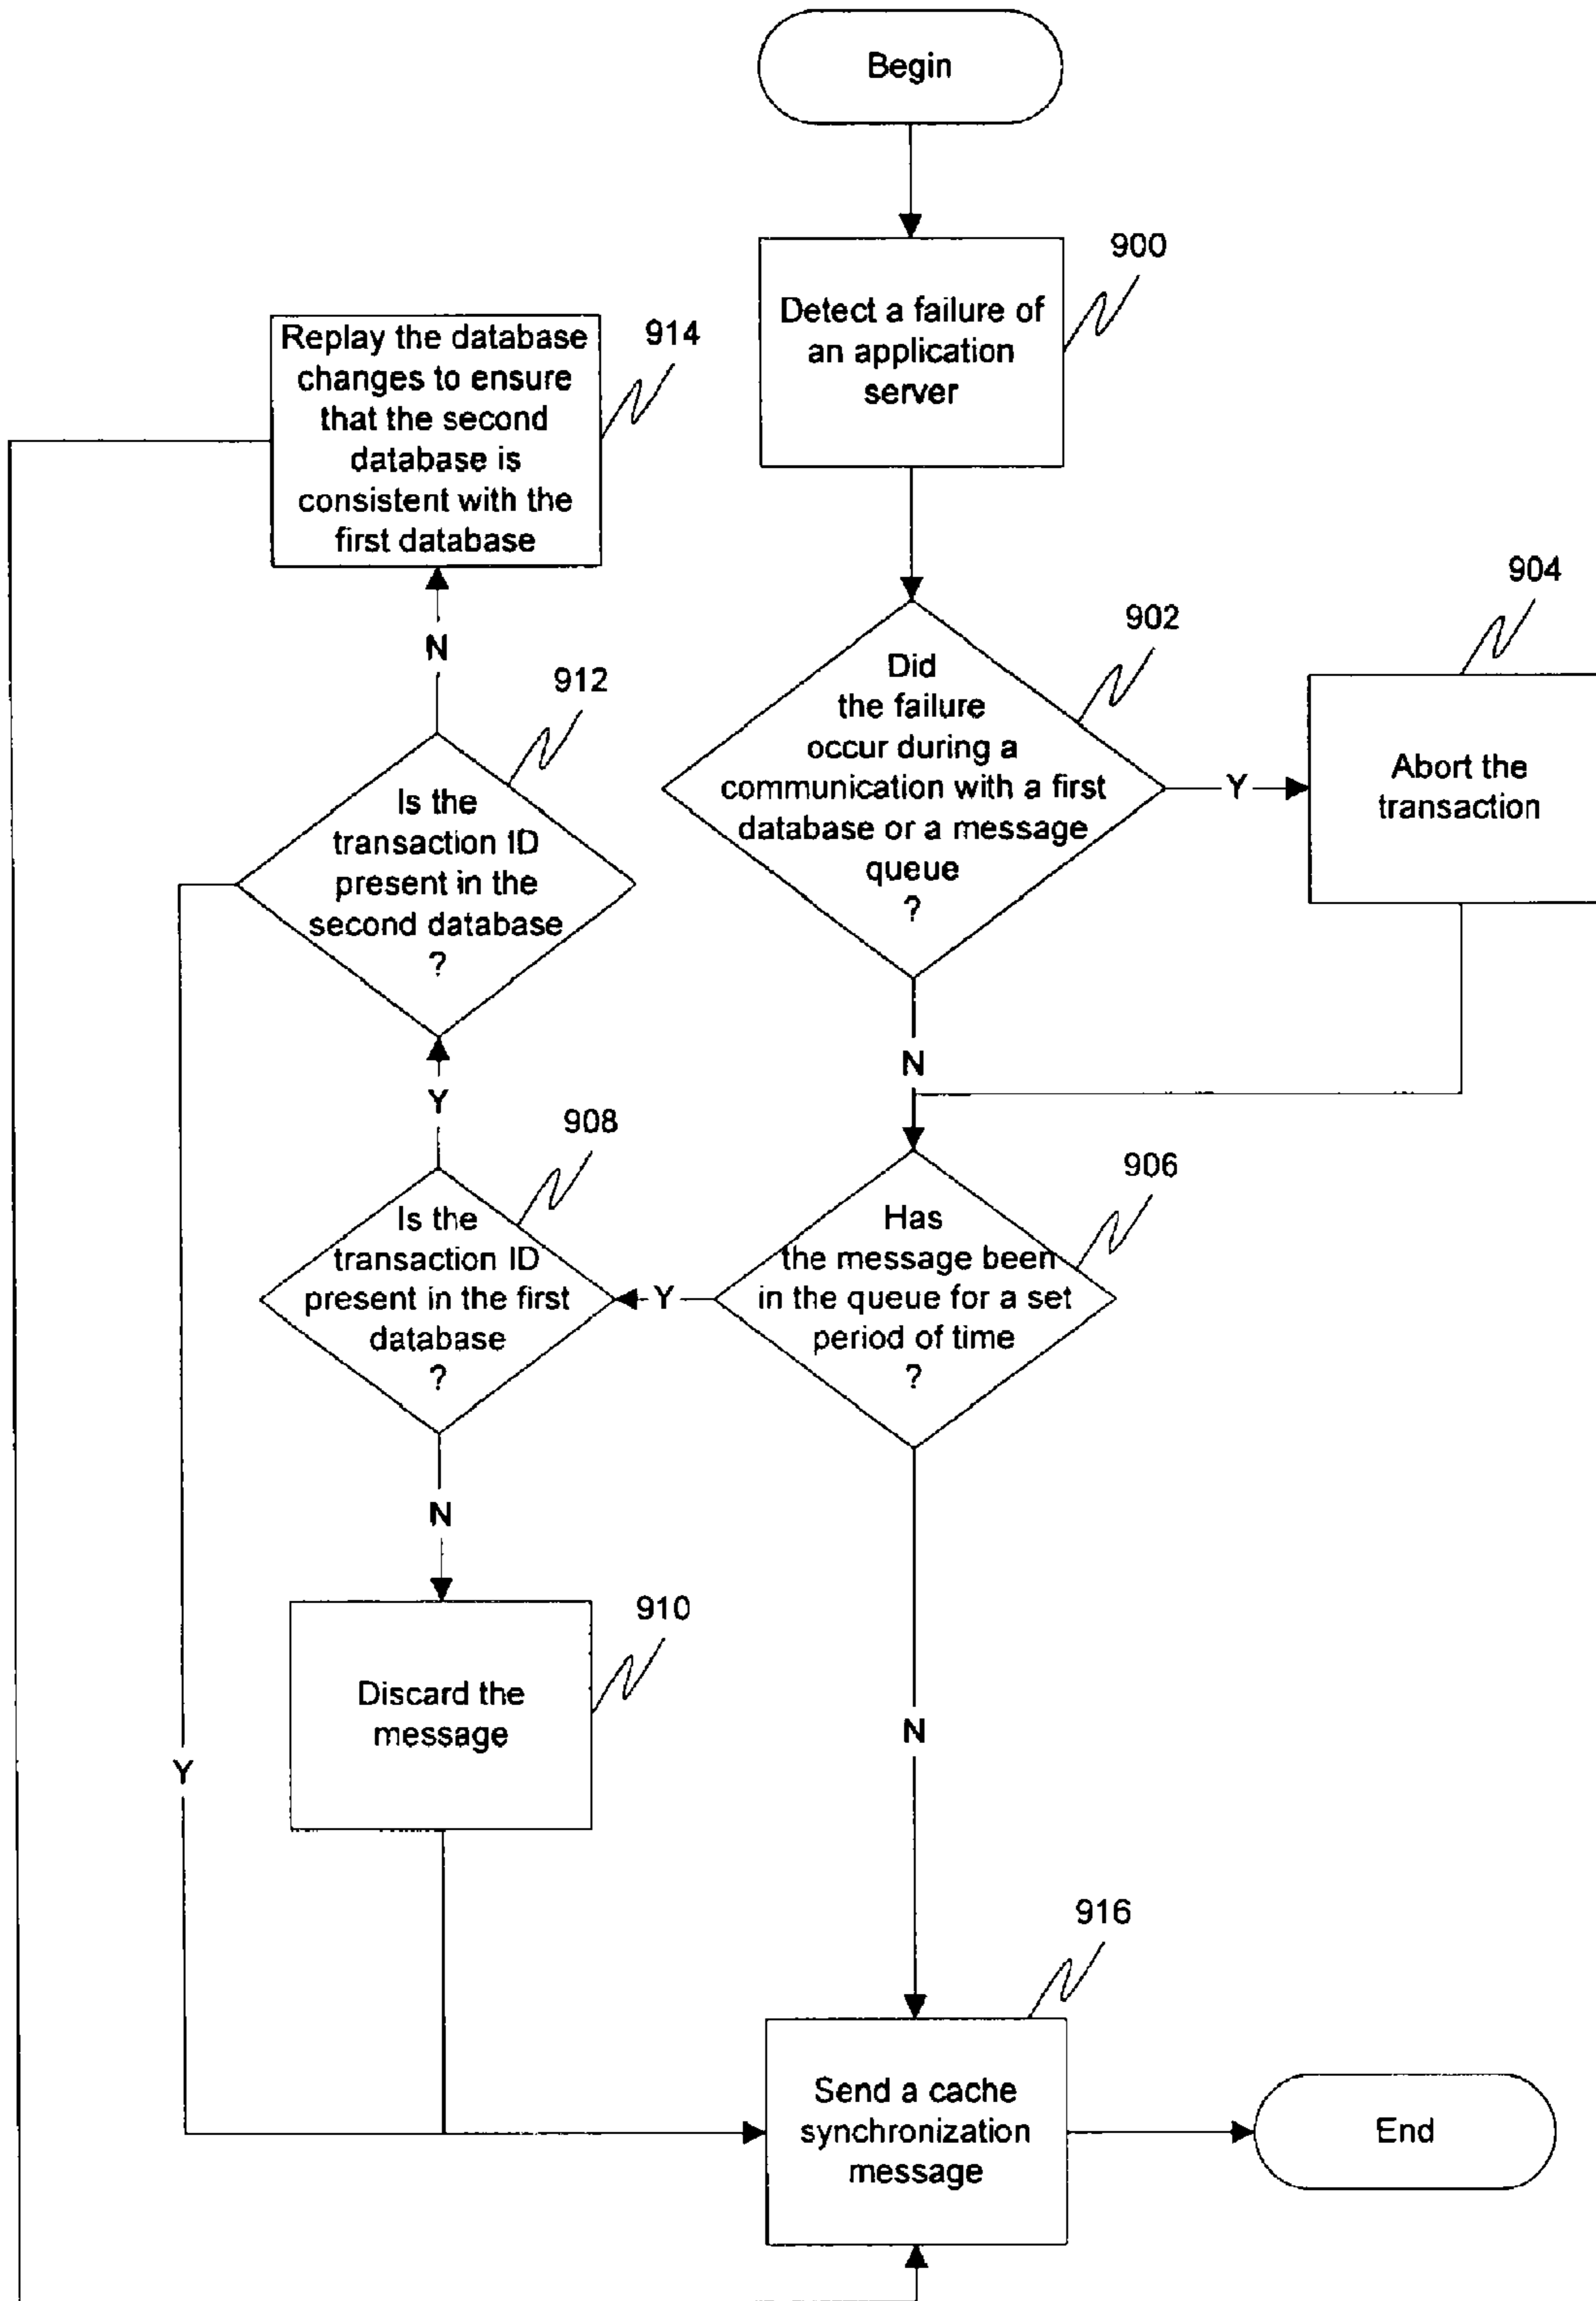 Begin
900
Detect a failure of
an application
server
914
Replay the database
changes to ensure
that the second
database is
consistent with the
first database
904
902
Did
the failure
occur during a
communication with a first
database or a message
queue
?
Y
Abort the
transaction
N
912
Is the
transaction ID
present in the
second database
?
N
Y
908
Is the
transaction ID
present in the first
database
?
Y
906
Has
the message been
in the queue for a set
period of time
?
N
910
Discard the
message
N
Y
916
Send a cache
synchronization
message
End